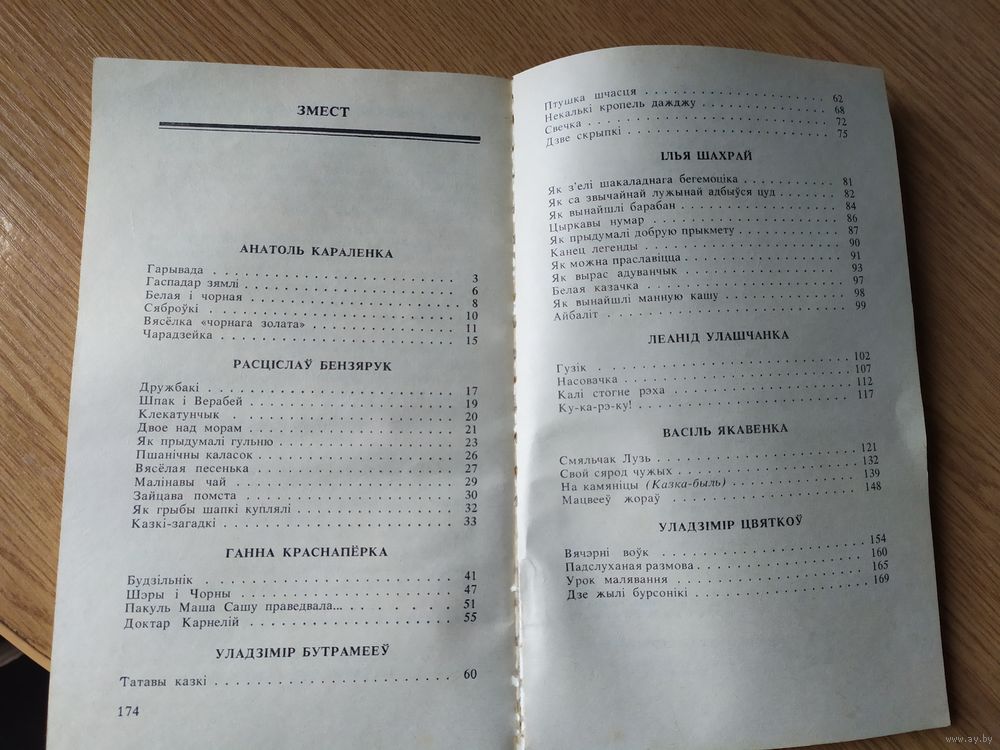 ЗМЕСТ
АНАТОЛЬ КАРАЛЕНКА
Гарывада . . . . . . . . . . 3
Гаспадар зямлі . . . . . . . . . . 6
Белая і чорная . . . . . . . . . . 8
Сяброўкі . . . . . . . . . . 10
Вясёлка «чорнага золата» . . . . . . . . . . 11
Чарадзейка . . . . . . . . . . 15
РАСЦІСЛАЎ БЕНЗЯРУК
Дружбакі . . . . . . . . . . 17
Шпак і Верабей . . . . . . . . . . 19
Клекатунчык . . . . . . . . . . 20
Двое над морам . . . . . . . . . . 21
Як прыдумалі гульню . . . . . . . . . . 23
Пшанічны каласок . . . . . . . . . . 26
Вясёлая песенька . . . . . . . . . . 27
Малінавы чай . . . . . . . . . . 29
Зайцава помста . . . . . . . . . . 30
Як грыбы шапкі куплялі . . . . . . . . . . 32
Казкі-загадкі . . . . . . . . . . 33
ГАННА КРАСНАПЁРКА
Будзільнік . . . . . . . . . . 41
Шэры і Чорны . . . . . . . . . . 47
Пакуль Маша Сашу праведвала... . . . . . . 51
Доктар Карнелій . . . . . . . . . . 55
УЛАДЗІМІР БУТРАМЕЕЎ
Татавы казкі . . . . . . . . . . 60
174
Птушка шчасця . . . . . . . . . . 62
Некалькі кропель дажджу . . . . . . . . . . 68
Свечка . . . . . . . . . . 72
Дзве скрыпкі . . . . . . . . . . 75
ІЛЬЯ ШАХРАЙ
Як з'елі шакаладнага бегемоціка . . . . . . . . . . 81
Як са звычайнай лужынай адбыўся цуд . . . . . . 82
Як вынайшлі барабан . . . . . . . . . . 84
Цыркавы нумар . . . . . . . . . . 86
Як прыдумалі добрую прыкмету . . . . . . . . . . 87
Канец легенды . . . . . . . . . . 90
Як можна праславіцца . . . . . . . . . . 91
Як вырас адуванчык . . . . . . . . . . 93
Белая казачка . . . . . . . . . . 97
Як вынайшлі манную кашу . . . . . . . . . . 98
Айбаліт . . . . . . . . . . 99
ЛЕАНІД УЛАШЧАНКА
Гузік . . . . . . . . . . 102
Насовачка . . . . . . . . . . 107
Калі стогне рэха . . . . . . . . . . 112
Ку-ка-рэ-ку! . . . . . . . . . . 117
ВАСІЛЬ ЯКАВЕНКА
Смяльчак Лузь . . . . . . . . . . 121
Свой сярод чужых . . . . . . . . . . 132
На камяніцы (Казка-быль) . . . . . . . . . . 139
Мацвееў жораў . . . . . . . . . . 148
УЛАДЗІМІР ЦВЯТКОЎ
Вячэрні воўк . . . . . . . . . . 154
Падслуханая размова . . . . . . . . . . 160
Урок малявання . . . . . . . . . . 165
Дзе жылі бурсонікі . . . . . . . . . . 169
www.ay.by